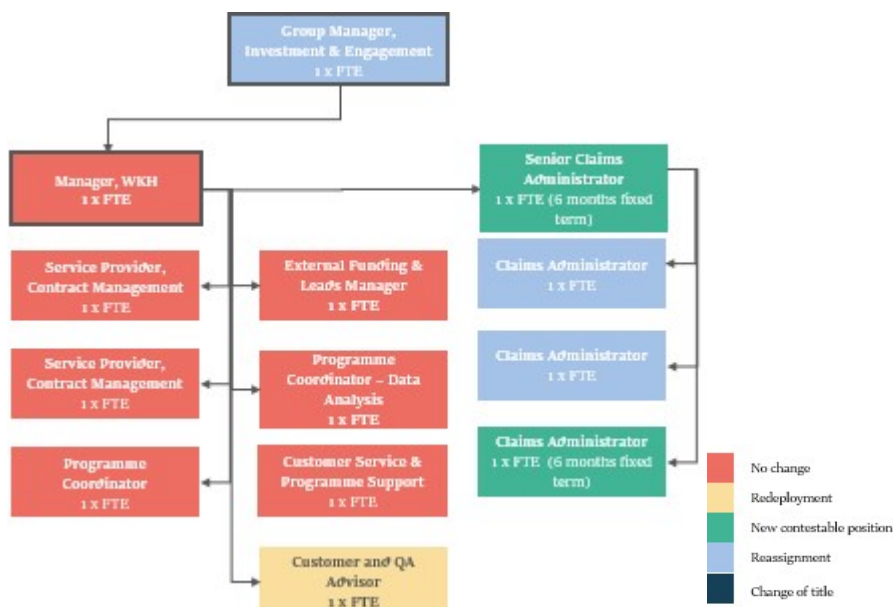 Group Manager,
Investment & Engagement
1 x FTE
Manager, WKH
1 x FTE
Senior Claims
Administrator
1 x FTE (6 months fixed
term)
Service Provider,
Contract Management
1 x FTE
External Funding &
Leads Manager
1 x FTE
Claims Administrator
1 x FTE
Service Provider,
Contract Management
1 x FTE
Programme
Coordinator – Data
Analysis
1 x FTE
Claims Administrator
1 x FTE
Programme
Coordinator
1 x FTE
Customer Service &
Programme Support
1 x FTE
Claims Administrator
1 x FTE (6 months fixed
term)
Customer and QA
Advisor
1 x FTE
No change
Redeployment
New contestable position
Reassignment
Change of title